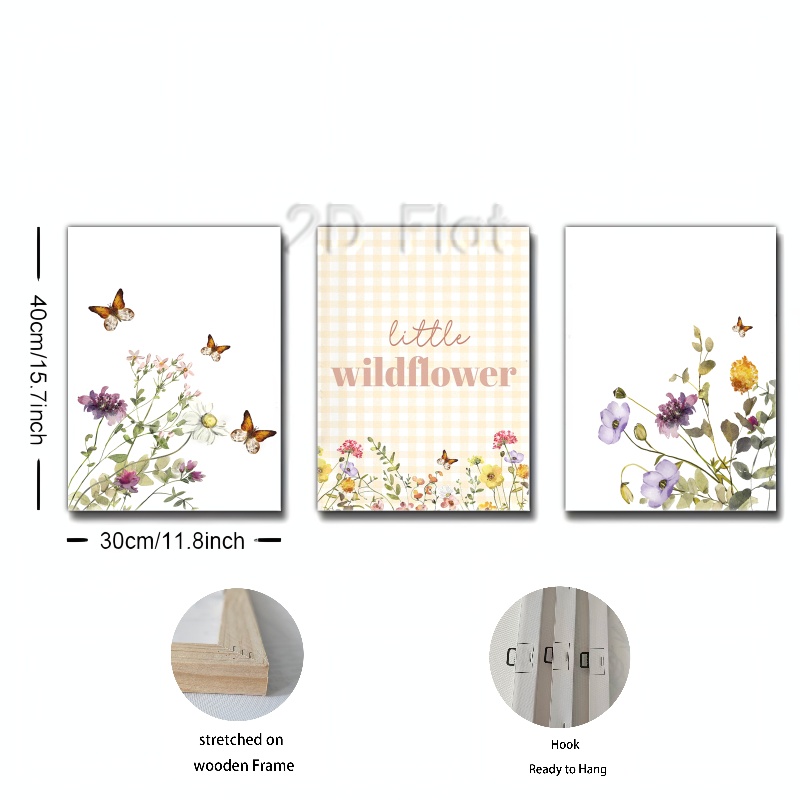 2D Flat
little
wildflower
40cm/15.7inch
30cm/11.8inch
stretched on
wooden Frame
Hook
Ready to Hang